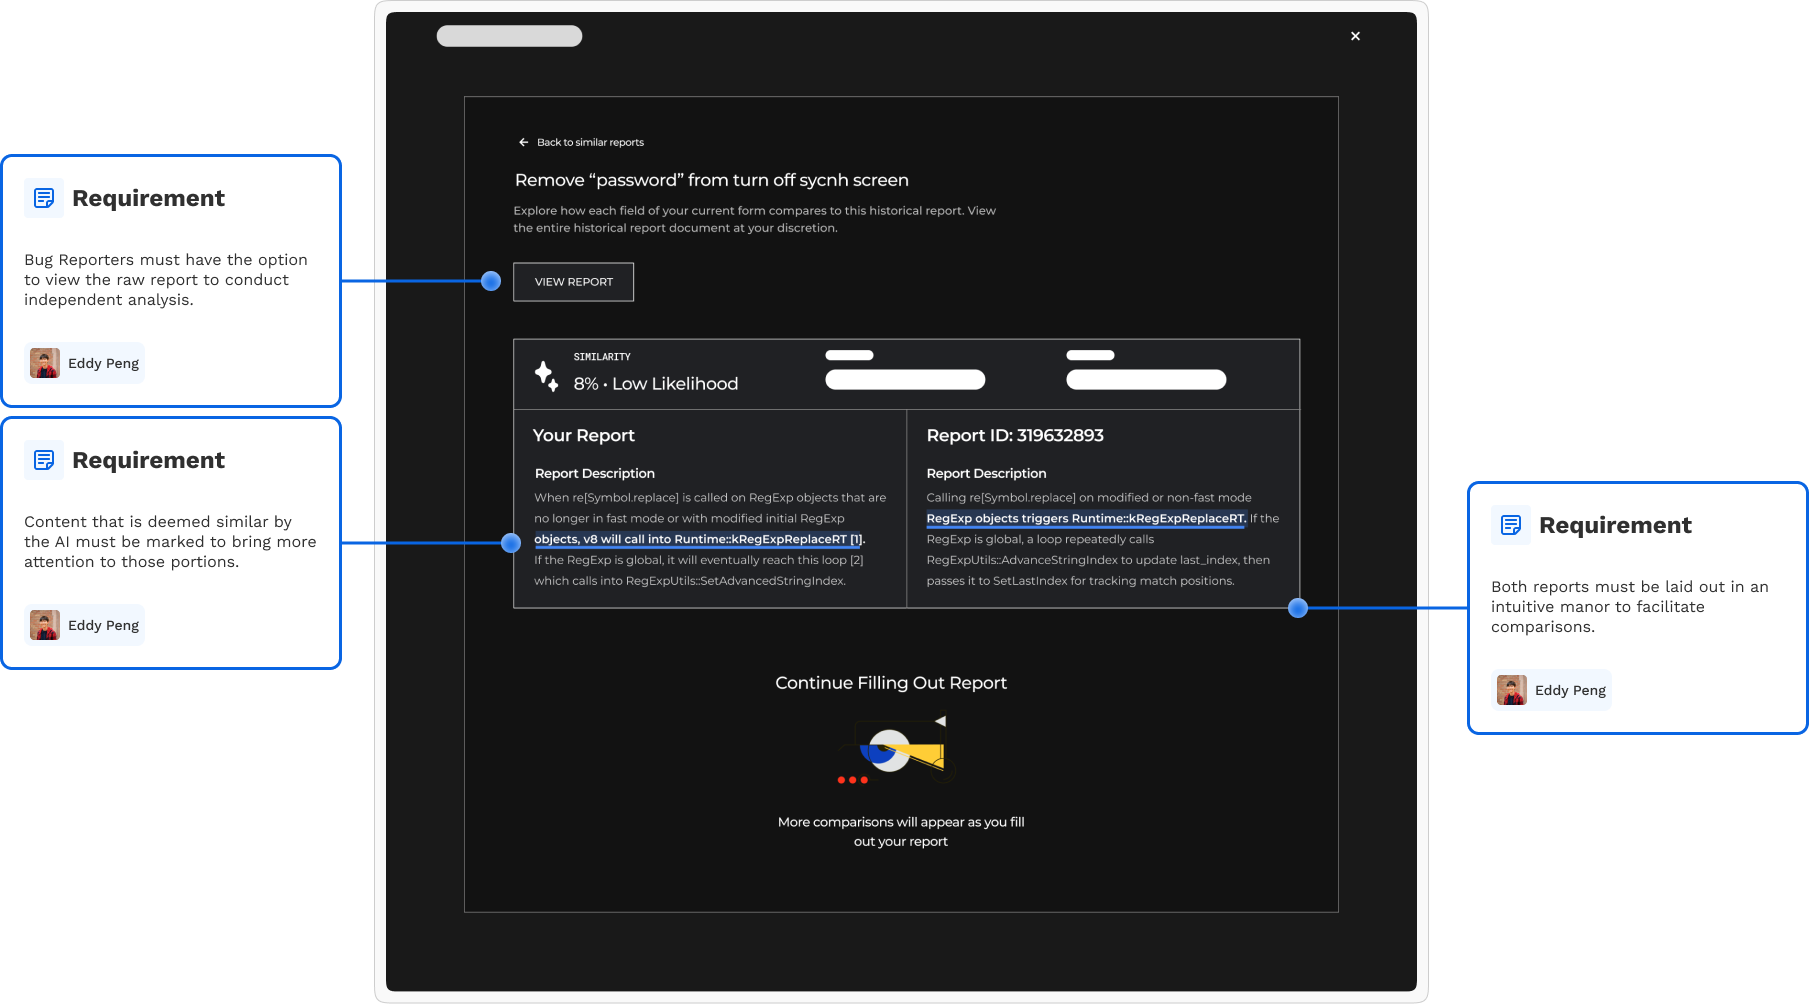 Requirement
Bug Reporters must have the option
to view the raw report to conduct
independent analysis.
Eddy Peng
Requirement
Content that is deemed similar by
the AI must be marked to bring more
attention to those portions.
Eddy Peng
Back to similar reports
Remove “password” from turn off sycnh screen
Explore how each field of your current form compares to this historical report. View
the entire historical report document at your discretion.
VIEW REPORT
SIMILARITY
8% • Low Likelihood
Your Report
Report Description
When re[Symbol.replace] is called on RegExp objects that are
no longer in fast mode or with modified initial RegExp
objects, v8 will call into Runtime::kRegExpReplaceRT [1].
If the RegExp is global, it will eventually reach this loop [2]
which calls into RegExpUtils::SetAdvancedStringIndex.
Report ID: 319632893
Report Description
Calling re[Symbol.replace] on modified or non-fast mode
RegExp objects triggers Runtime::kRegExpReplaceRT. If the
RegExp is global, a loop repeatedly calls
RegExpUtils::AdvanceStringIndex to update last_index, then
passes it to SetLastIndex for tracking match positions.
Continue Filling Out Report
More comparisons will appear as you fill
out your report
Requirement
Both reports must be laid out in an
intuitive manor to facilitate
comparisons.
Eddy Peng